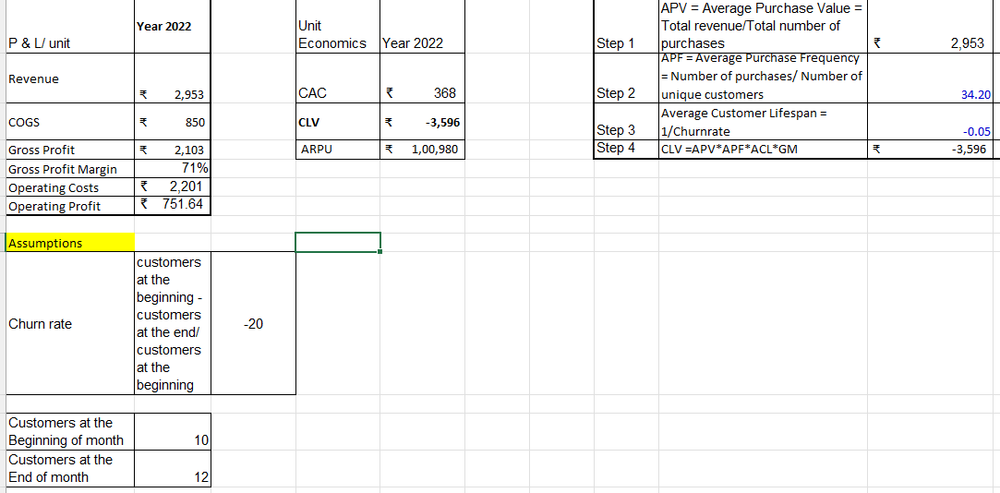 P & L/ unit Year 2022
Revenue ₹ 2,953
COGS ₹ 850
Gross Profit ₹ 2,103
Gross Profit Margin 71%
Operating Costs ₹ 2,201
Operating Profit ₹ 751.64
Unit
Economics Year 2022
CAC ₹ 368
CLV ₹ -3,596
ARPU ₹ 1,00,980
APV = Average Purchase Value =
Total revenue/Total number of
Step 1 purchases ₹ 2,953
APF = Average Purchase Frequency
= Number of purchases/ Number of
Step 2 unique customers 34.20
Average Customer Lifespan =
Step 3 1/Churnrate -0.05
Step 4 CLV =APV*APF*ACL*GM ₹ -3,596
Assumptions
customers
at the
beginning -
customers
Churn rate at the end/ -20
customers
at the
beginning
Customers at the
Beginning of month 10
Customers at the
End of month 12